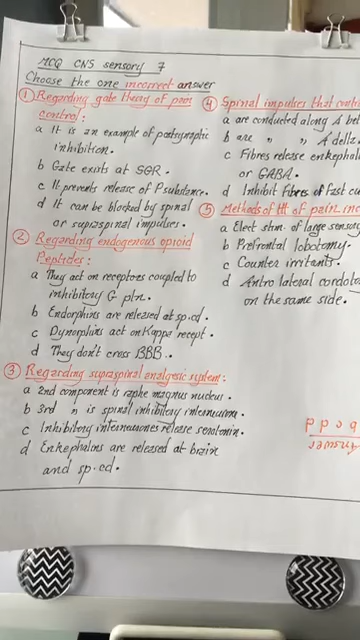 MCQ CNS sensory 7
Choose the one incorrect answer
① Regarding gate theory of pain
control:
a It is an example of postsynaptic
inhibition.
b Gate exists at SGR.
c It prevents release of P substance.
d It can be blocked by spinal
or supraspinal impulses.
② Regarding endogenous opioid
Peptides:
a They act on receptors coupled to
inhibitory G ptn.
b Endorphins are released at sp.cd.
c Dynorphins act on Kappa recept.
d They don't cross BBB.
③ Regarding supraspinal analgesic system:
a 2nd component is raphe magnus nucleus.
b 3rd " is spinal inhibitory interneurons.
c Inhibitory interneurones release serotonin.
d Enkephalins are released at brain
and sp.cd.
④ Spinal impulses that
a are conducted along A
b are " " A delta
c Fibres release
or GABA.
d Inhibit fibres of fast
⑤ Methods of ttt of pain
a Elect stim. of large sensory
b Prefrontal lobotomy.
c Counter irritants.
d Antro lateral
on the same side.
Answers
b c d d